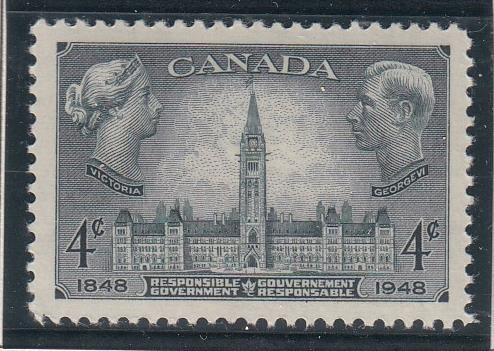 CANADA
VICTORIA
GEORGE VI
4¢
4¢
1848
RESPONSIBLE GOUVERNEMENT
GOVERNMENT RESPONSABLE
1948